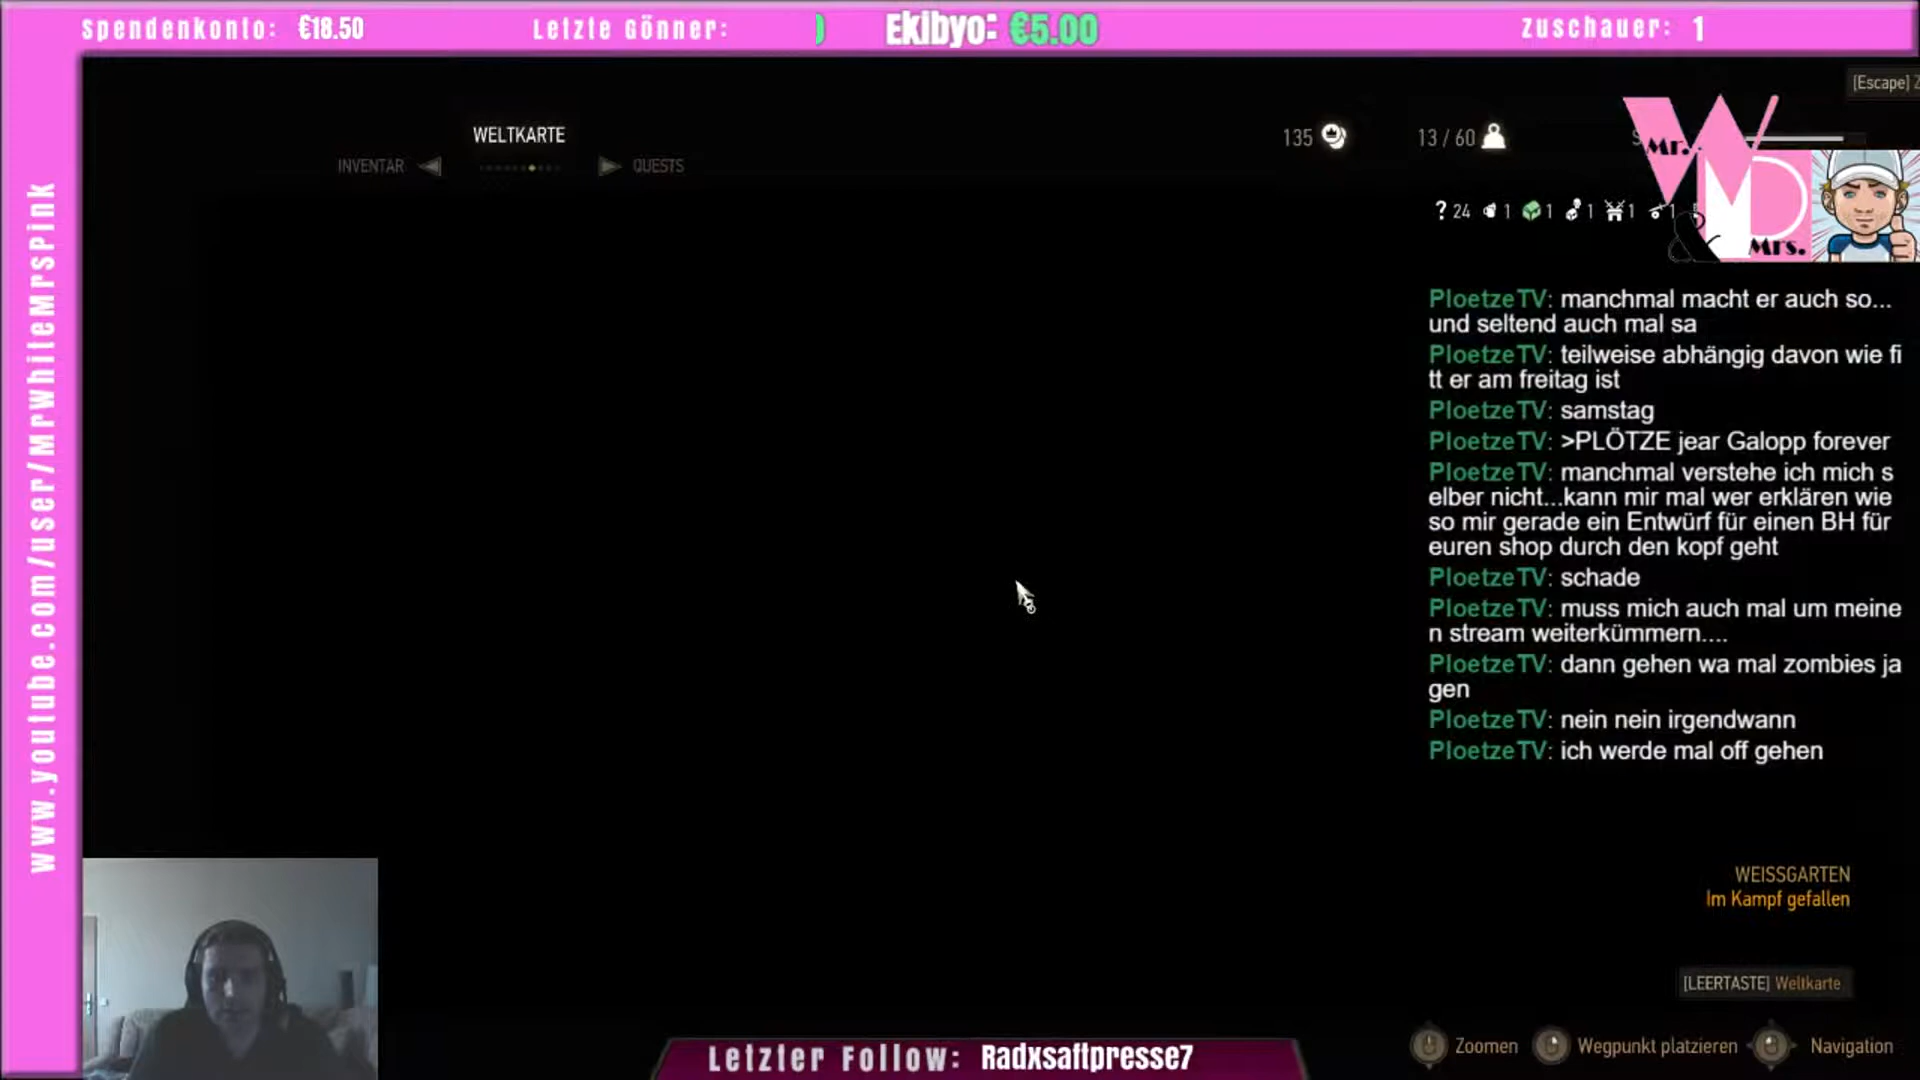 Spendenkonto: €18.50
Letzte Gönner:
Ekibyo: €5.00
Zuschauer: 1
www.youtube.com/user/MrWhiteMrsPink
[Escape]
WELTKARTE
INVENTAR
QUESTS
135
13 / 60
Mr.
W
M
D
Mrs.
? 24 1 1 1 1 1
PloetzeTV: manchmal macht er auch so...
und seltend auch mal sa
PloetzeTV: teilweise abhängig davon wie fi
tt er am freitag ist
PloetzeTV: samstag
PloetzeTV: >PLÖTZE jear Galopp forever
PloetzeTV: manchmal verstehe ich mich s
elber nicht...kann mir mal wer erklären wie
so mir gerade ein Entwürf für einen BH für
euren shop durch den kopf geht
PloetzeTV: schade
PloetzeTV: muss mich auch mal um meine
n stream weiterkümmern....
PloetzeTV: dann gehen wa mal zombies ja
gen
PloetzeTV: nein nein irgendwann
PloetzeTV: ich werde mal off gehen
WEISSGARTEN
Im Kampf gefallen
[LEERTASTE] Weltkarte
Zoomen
Wegpunkt platzieren
Navigation
Letzter Follow: Radxsaftpresse7